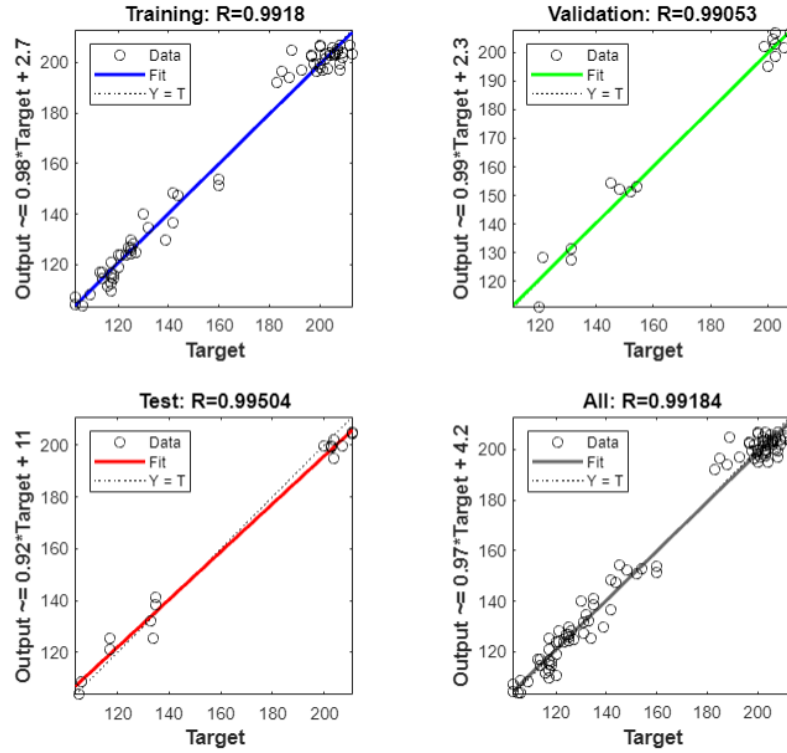 Training: R=0.9918
Output ~= 0.98*Target + 2.7
200
180
160
140
120
Data
Fit
Y = T
120
140
160
180
200
Target
Validation: R=0.99053
Output ~= 0.99*Target + 2.3
200
190
180
170
160
150
140
130
120
Data
Fit
Y = T
120
140
160
180
200
Target
Test: R=0.99504
Output ~= 0.92*Target + 11
200
180
160
140
120
Data
Fit
Y = T
120
140
160
180
200
Target
All: R=0.99184
Output ~= 0.97*Target + 4.2
200
180
160
140
120
Data
Fit
Y = T
120
140
160
180
200
Target